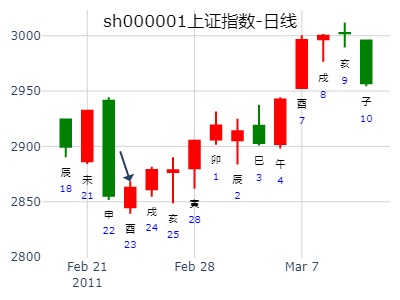 sh000001上证指数-日线
3000
2950
2900
2850
2800
辰
18
未
21
申
22
酉
23
戌
24
亥
25
寅
28
卯
1
辰
2
巳
3
午
4
酉
7
戌
8
亥
9
子
10
Feb 21
2011
Feb 28
Mar 7